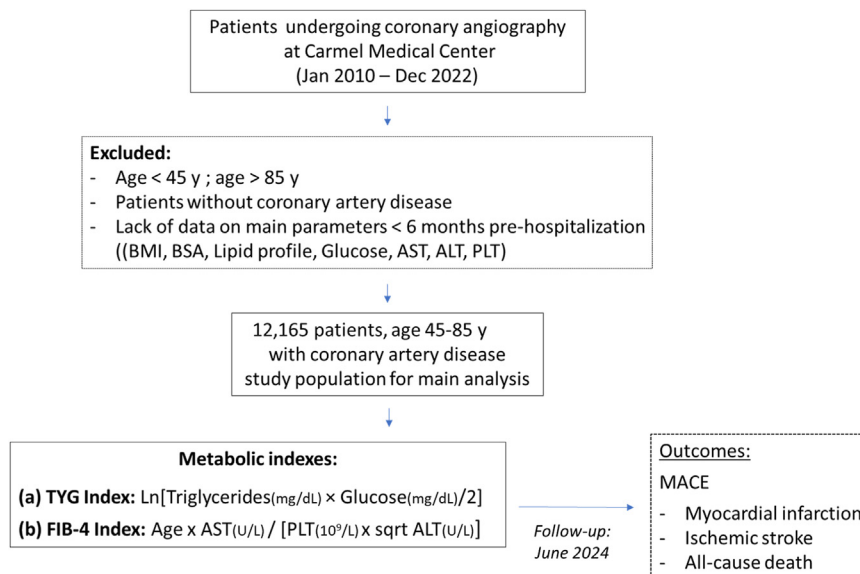 Patients undergoing coronary angiography
at Carmel Medical Center
(Jan 2010 – Dec 2022)
Excluded:
- Age < 45 y ; age > 85 y
- Patients without coronary artery disease
- Lack of data on main parameters < 6 months pre-hospitalization
((BMI, BSA, Lipid profile, Glucose, AST, ALT, PLT)
12,165 patients, age 45-85 y
with coronary artery disease
study population for main analysis
Metabolic indexes:
(a) TYG Index: Ln[Triglycerides(mg/dL) × Glucose(mg/dL)/2]
(b) FIB-4 Index: Age x AST(U/L) / [PLT(10⁹/L) x sqrt ALT(U/L)]
Follow-up:
June 2024
Outcomes:
MACE
- Myocardial infarction
- Ischemic stroke
- All-cause death